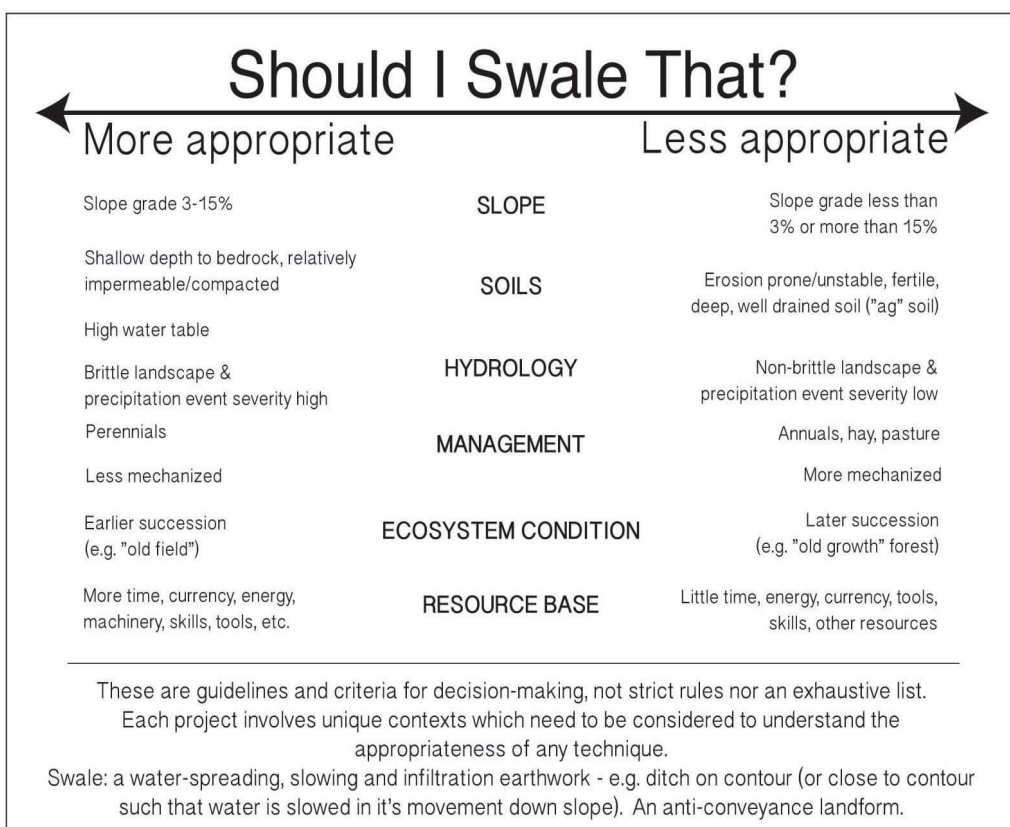 Should I Swale That?
More appropriate
Less appropriate
Slope grade 3-15%
SLOPE
Slope grade less than
3% or more than 15%
Shallow depth to bedrock, relatively
impermeable/compacted
High water table
SOILS
Erosion prone/unstable, fertile,
deep, well drained soil ("ag" soil)
Brittle landscape &
precipitation event severity high
HYDROLOGY
Non-brittle landscape &
precipitation event severity low
Perennials
Less mechanized
MANAGEMENT
Annuals, hay, pasture
More mechanized
Earlier succession
(e.g. "old field")
ECOSYSTEM CONDITION
Later succession
(e.g. "old growth" forest)
More time, currency, energy,
machinery, skills, tools, etc.
RESOURCE BASE
Little time, energy, currency, tools,
skills, other resources
These are guidelines and criteria for decision-making, not strict rules nor an exhaustive list.
Each project involves unique contexts which need to be considered to understand the
appropriateness of any technique.
Swale: a water-spreading, slowing and infiltration earthwork - e.g. ditch on contour (or close to contour
such that water is slowed in it's movement down slope). An anti-conveyance landform.